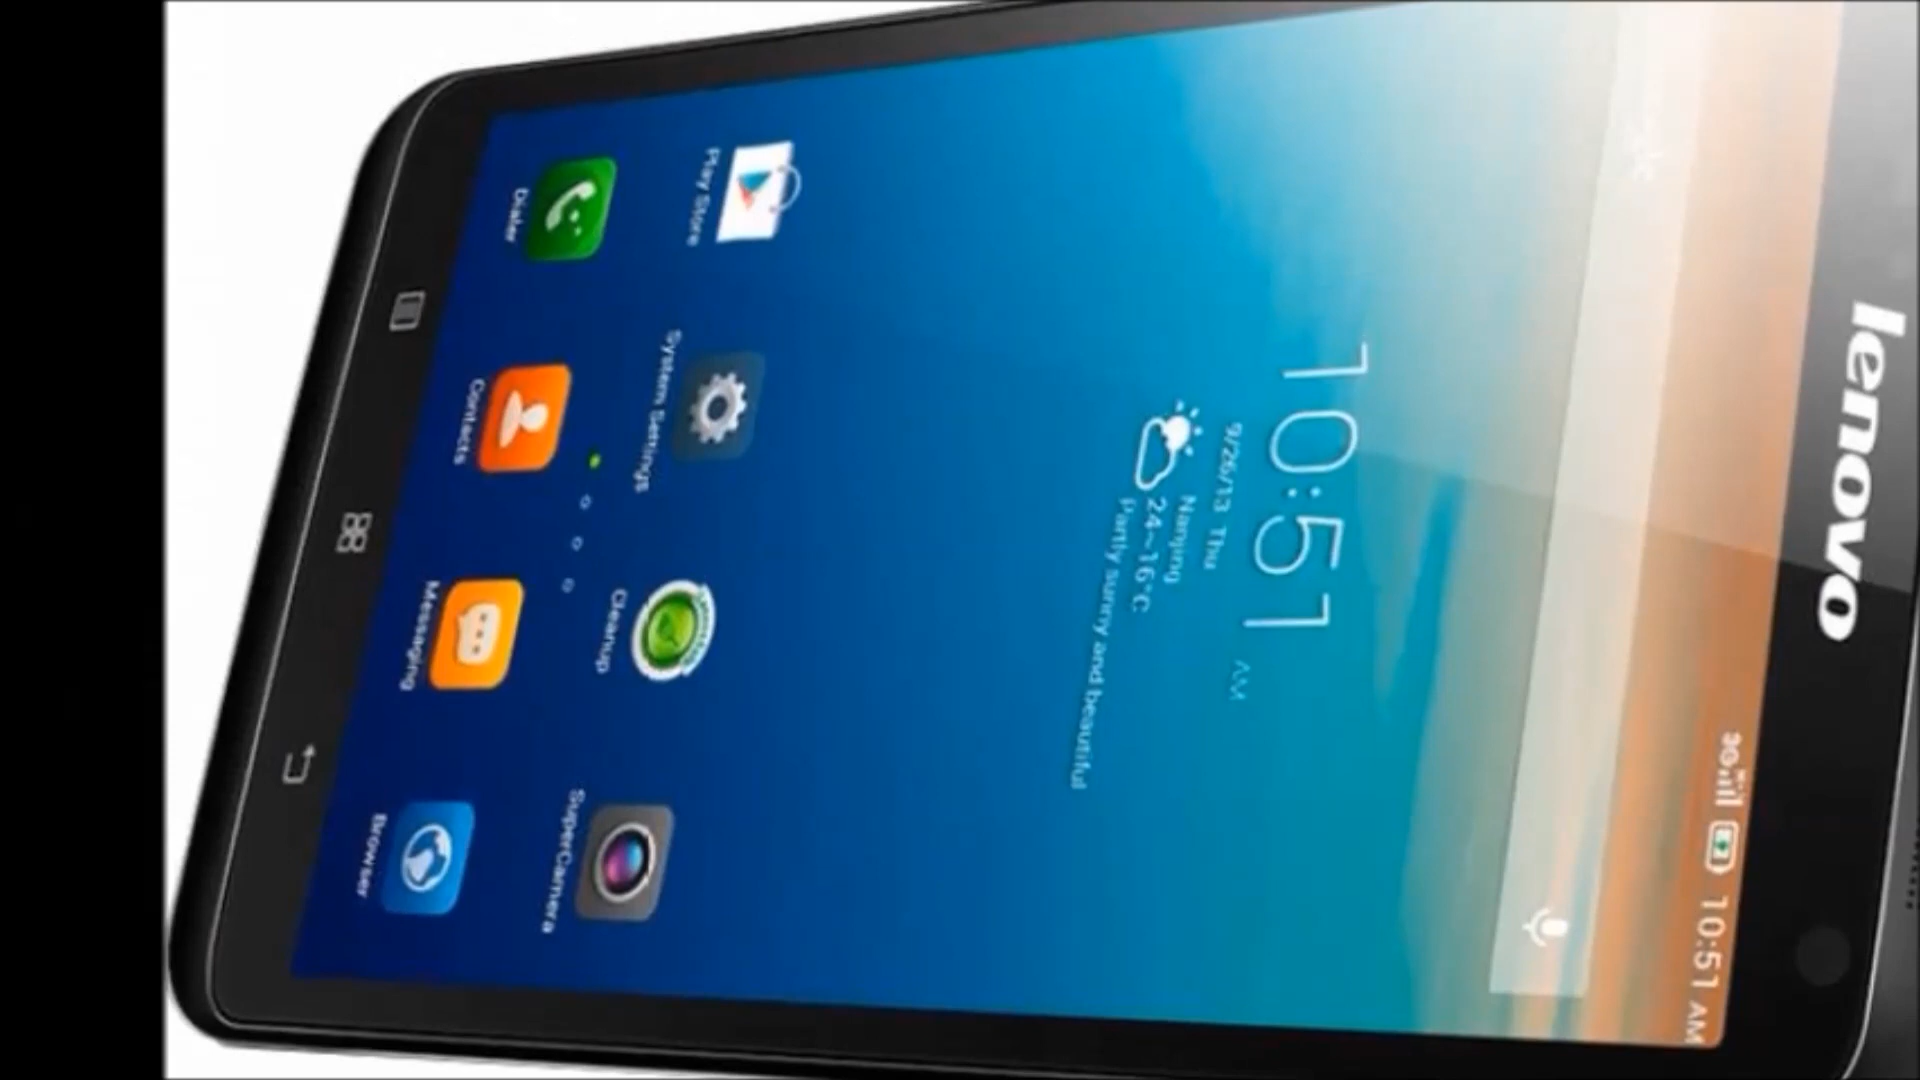 lenovo
3G 10:51 AM
10:51 AM
9/26/13 Thu
Nanjing
24~16°C
Partly sunny and beautiful
Play Store
System Settings
Cleanup
SuperCamera
Dialer
Contacts
Messaging
Browser